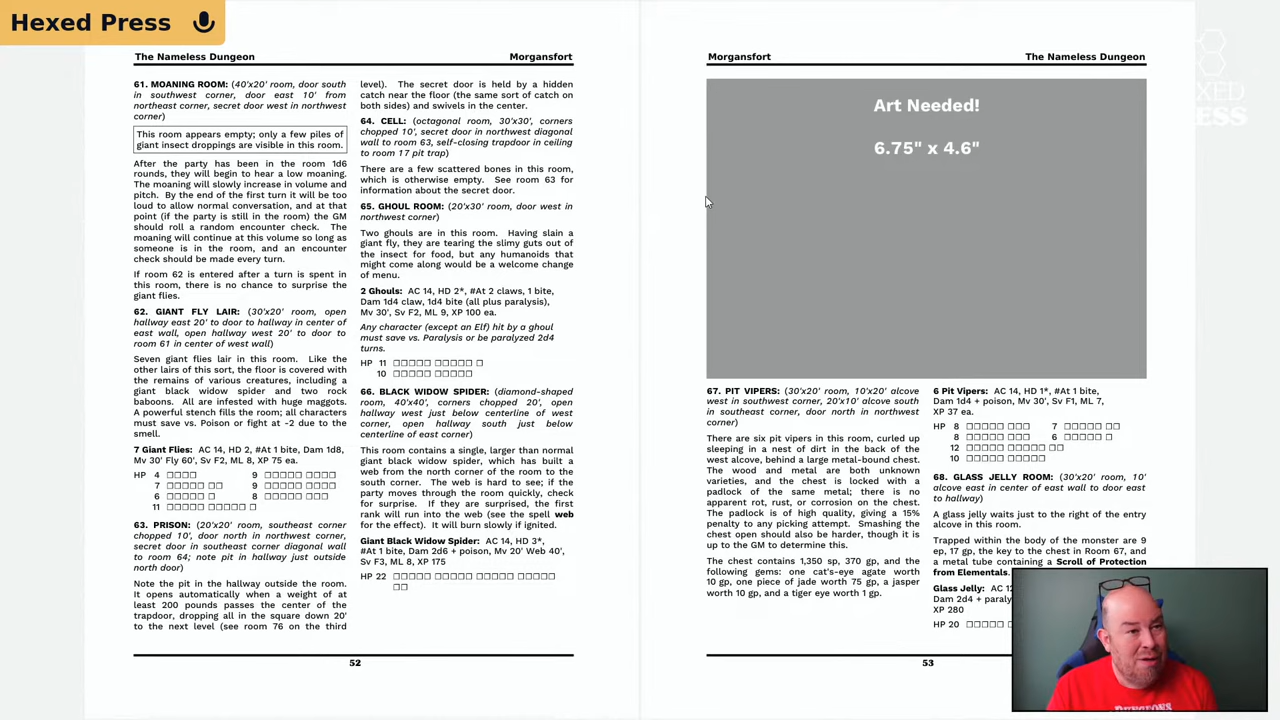 Hexed Press
The Nameless Dungeon
Morgansfort
61. MOANING ROOM: (40'x20' room, door south
in southwest corner, door east 10' from
northeast corner, secret door west in northwest
corner)
This room appears empty; only a few piles of
giant insect droppings are visible in this room.
After the party has been in the room 1d6
rounds, they will begin to hear a low moaning.
The moaning will slowly increase in volume and
pitch. By the end of the first turn it will be too
loud to allow normal conversation, and at that
point (if the party is still in the room) the GM
should roll a random encounter check. The
moaning will continue at this volume so long as
someone is in the room, and an encounter
check should be made every turn.
If room 62 is entered after a turn is spent in
this room, there is no chance to surprise the
giant flies.
62. GIANT FLY LAIR: (30'x20' room, open
hallway east 20' to door to hallway in center of
east wall, open hallway west 20' to door to
room 61 in center of west wall)
Seven giant flies lair in this room. Like the
other lairs of this sort, the floor is covered with
the remains of various creatures, including a
giant black widow spider and two rock
baboons. All are infested with huge maggots.
A powerful stench fills the room; all characters
must save vs. Poison or fight at -2 due to the
smell.
7 Giant Flies: AC 14, HD 2, #At 1 bite, Dam 1d8,
Mv 30' Fly 60', Sv F2, ML 8, XP 75 ea.
HP 4 ❒❒❒❒ 9 ❒❒❒❒❒ ❒❒❒❒
7 ❒❒❒❒❒ ❒❒ 9 ❒❒❒❒❒ ❒❒❒❒
6 ❒❒❒❒❒ ❒ 8 ❒❒❒❒❒ ❒❒❒
11 ❒❒❒❒❒ ❒❒❒❒❒ ❒
63. PRISON: (20'x20' room, southeast corner
chopped 10', door north in northwest corner,
secret door in southeast corner diagonal wall
to room 64; note pit in hallway just outside
north door)
Note the pit in the hallway outside the room.
It opens automatically when a weight of at
least 200 pounds passes the center of the
trapdoor, dropping all in the square down 20'
to the next level (see room 76 on the third
level). The secret door is held by a hidden
catch near the floor (the same sort of catch on
both sides) and swivels in the center.
64. CELL: (octagonal room, 30'x30', corners
chopped 10', secret door in northwest diagonal
wall to room 63, self-closing trapdoor in ceiling
to room 17 pit trap)
There are a few scattered bones in this room,
which is otherwise empty. See room 63 for
information about the secret door.
65. GHOUL ROOM: (20'x30' room, door west in
northwest corner)
Two ghouls are in this room. Having slain a
giant fly, they are tearing the slimy guts out of
the insect for food, but any humanoids that
might come along would be a welcome change
of menu.
2 Ghouls: AC 14, HD 2*, #At 2 claws, 1 bite,
Dam 1d4 claw, 1d4 bite (all plus paralysis),
Mv 30', Sv F2, ML 9, XP 100 ea.
Any character (except an Elf) hit by a ghoul
must save vs. Paralysis or be paralyzed 2d4
turns.
HP 11 ❒❒❒❒❒ ❒❒❒❒❒ ❒
10 ❒❒❒❒❒ ❒❒❒❒❒
66. BLACK WIDOW SPIDER: (diamond-shaped
room, 40'x40', corners chopped 20', open
hallway west just below centerline of west
corner, open hallway south just below
centerline of east corner)
This room contains a single, larger than normal
giant black widow spider, which has built a
web from the north corner of the room to the
south corner. The web is hard to see; if the
party moves through the room quickly, check
for surprise. If they are surprised, the first
rank will run into the web (see the spell web
for the effect). It will burn slowly if ignited.
Giant Black Widow Spider: AC 14, HD 3*,
#At 1 bite, Dam 2d6 + poison, Mv 20' Web 40',
Sv F3, ML 8, XP 175
HP 22 ❒❒❒❒❒ ❒❒❒❒❒ ❒❒❒❒❒ ❒❒❒❒❒
❒❒
52
Morgansfort
The Nameless Dungeon
Art Needed!
6.75" x 4.6"
67. PIT VIPERS: (30'x20' room, 10'x20' alcove
west in southwest corner, 20'x10' alcove south
in southeast corner, door north in northwest
corner)
There are six pit vipers in this room, curled up
sleeping in a nest of dirt in the back of the
west alcove, behind a large metal-bound chest.
The wood and metal are both unknown
varieties, and the chest is locked with a
padlock of the same metal; there is no
apparent rot, rust, or corrosion on the chest.
The padlock is of high quality, giving a 15%
penalty to any picking attempt. Smashing the
chest open should also be harder, though it is
up to the GM to determine this.
The chest contains 1,350 sp, 370 gp, and the
following gems: one cat's-eye agate worth
10 gp, one piece of jade worth 75 gp, a jasper
worth 10 gp, and a tiger eye worth 1 gp.
6 Pit Vipers: AC 14, HD 1*, #At 1 bite,
Dam 1d4 + poison, Mv 30', Sv F1, ML 7,
XP 37 ea.
HP 8 ❒❒❒❒❒ ❒❒❒ 7 ❒❒❒❒❒ ❒❒
8 ❒❒❒❒❒ ❒❒❒ 6 ❒❒❒❒❒ ❒
12 ❒❒❒❒❒ ❒❒❒❒❒ ❒❒
10 ❒❒❒❒❒ ❒❒❒❒❒
68. GLASS JELLY ROOM: (30'x20' room, 10'
alcove east in center of east wall to door east
to hallway)
A glass jelly waits just to the right of the entry
alcove in this room.
Trapped within the body of the monster are 9
ep, 17 gp, the key to the chest in Room 67, and
a metal tube containing a Scroll of Protection
from Elementals.
Glass Jelly: AC
Dam 2d4 +
XP 280
HP 20 ❒❒❒❒❒
53